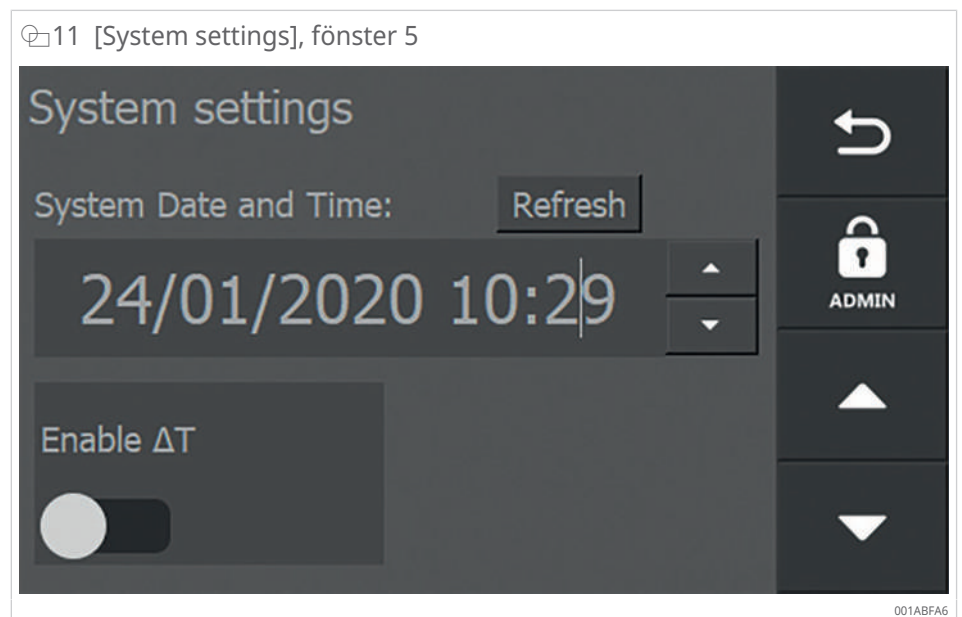 11 [System settings], fönster 5
System settings
System Date and Time:
Refresh
24/01/2020 10:29
ADMIN
Enable ΔT
001ABFA6